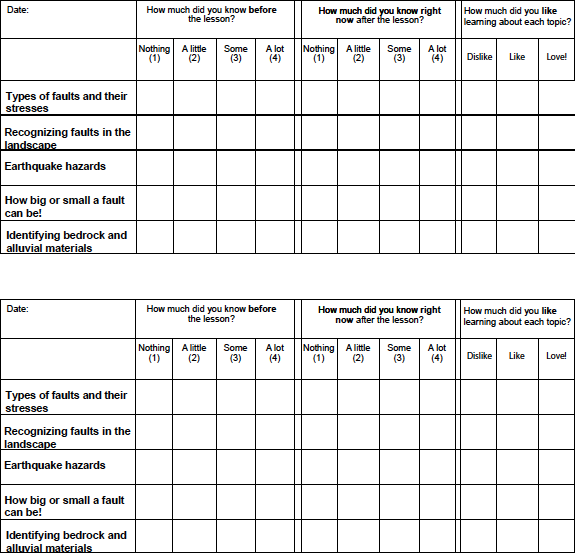 Date:
How much did you know before
the lesson?
How much did you know right
now after the lesson?
How much did you like
learning about each topic?
Nothing
(1)
A little
(2)
Some
(3)
A lot
(4)
Nothing
(1)
A little
(2)
Some
(3)
A lot
(4)
Dislike
Like
Love!
Types of faults and their
stresses
Recognizing faults in the
landscape
Earthquake hazards
How big or small a fault
can be!
Identifying bedrock and
alluvial materials
Date:
How much did you know before
the lesson?
How much did you know right
now after the lesson?
How much did you like
learning about each topic?
Nothing
(1)
A little
(2)
Some
(3)
A lot
(4)
Nothing
(1)
A little
(2)
Some
(3)
A lot
(4)
Dislike
Like
Love!
Types of faults and their
stresses
Recognizing faults in the
landscape
Earthquake hazards
How big or small a fault
can be!
Identifying bedrock and
alluvial materials